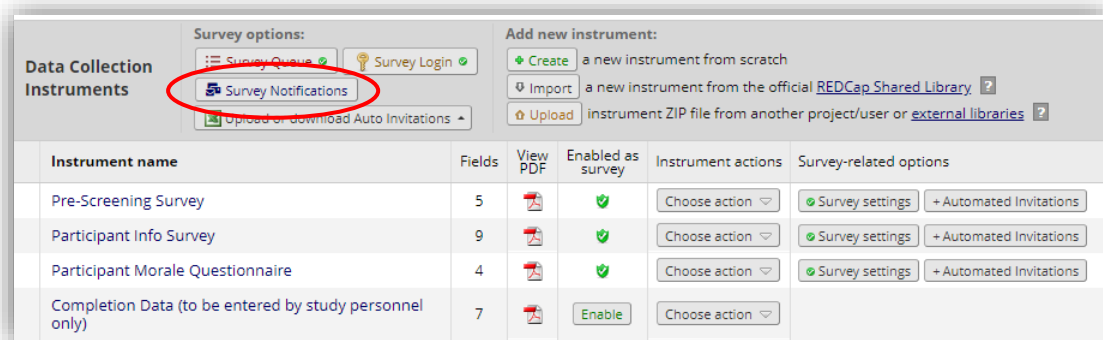 Data Collection Instruments
Survey options:
Survey Queue
Survey Login
Survey Notifications
Upload or download Auto Invitations
Add new instrument:
Create a new instrument from scratch
Import a new instrument from the official REDCap Shared Library ?
Upload instrument ZIP file from another project/user or external libraries ?
Instrument name Fields View PDF Enabled as survey Instrument actions Survey-related options
Pre-Screening Survey 5 Choose action Survey settings + Automated Invitations
Participant Info Survey 9 Choose action Survey settings + Automated Invitations
Participant Morale Questionnaire 4 Choose action Survey settings + Automated Invitations
Completion Data (to be entered by study personnel only) 7 Enable Choose action